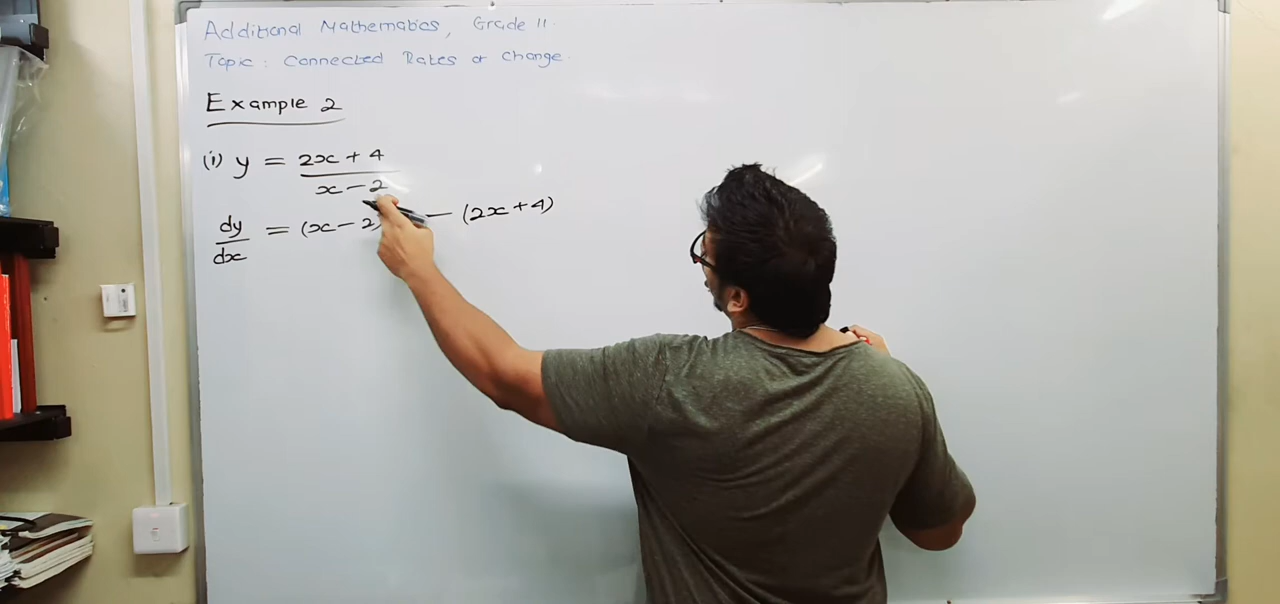 Additional Mathematics, Grade 11.
Topic: Connected Rates of Change.
Example 2
(i) y = 2x + 4
x - 2
dy = (x - 2) - (2x + 4)
dx